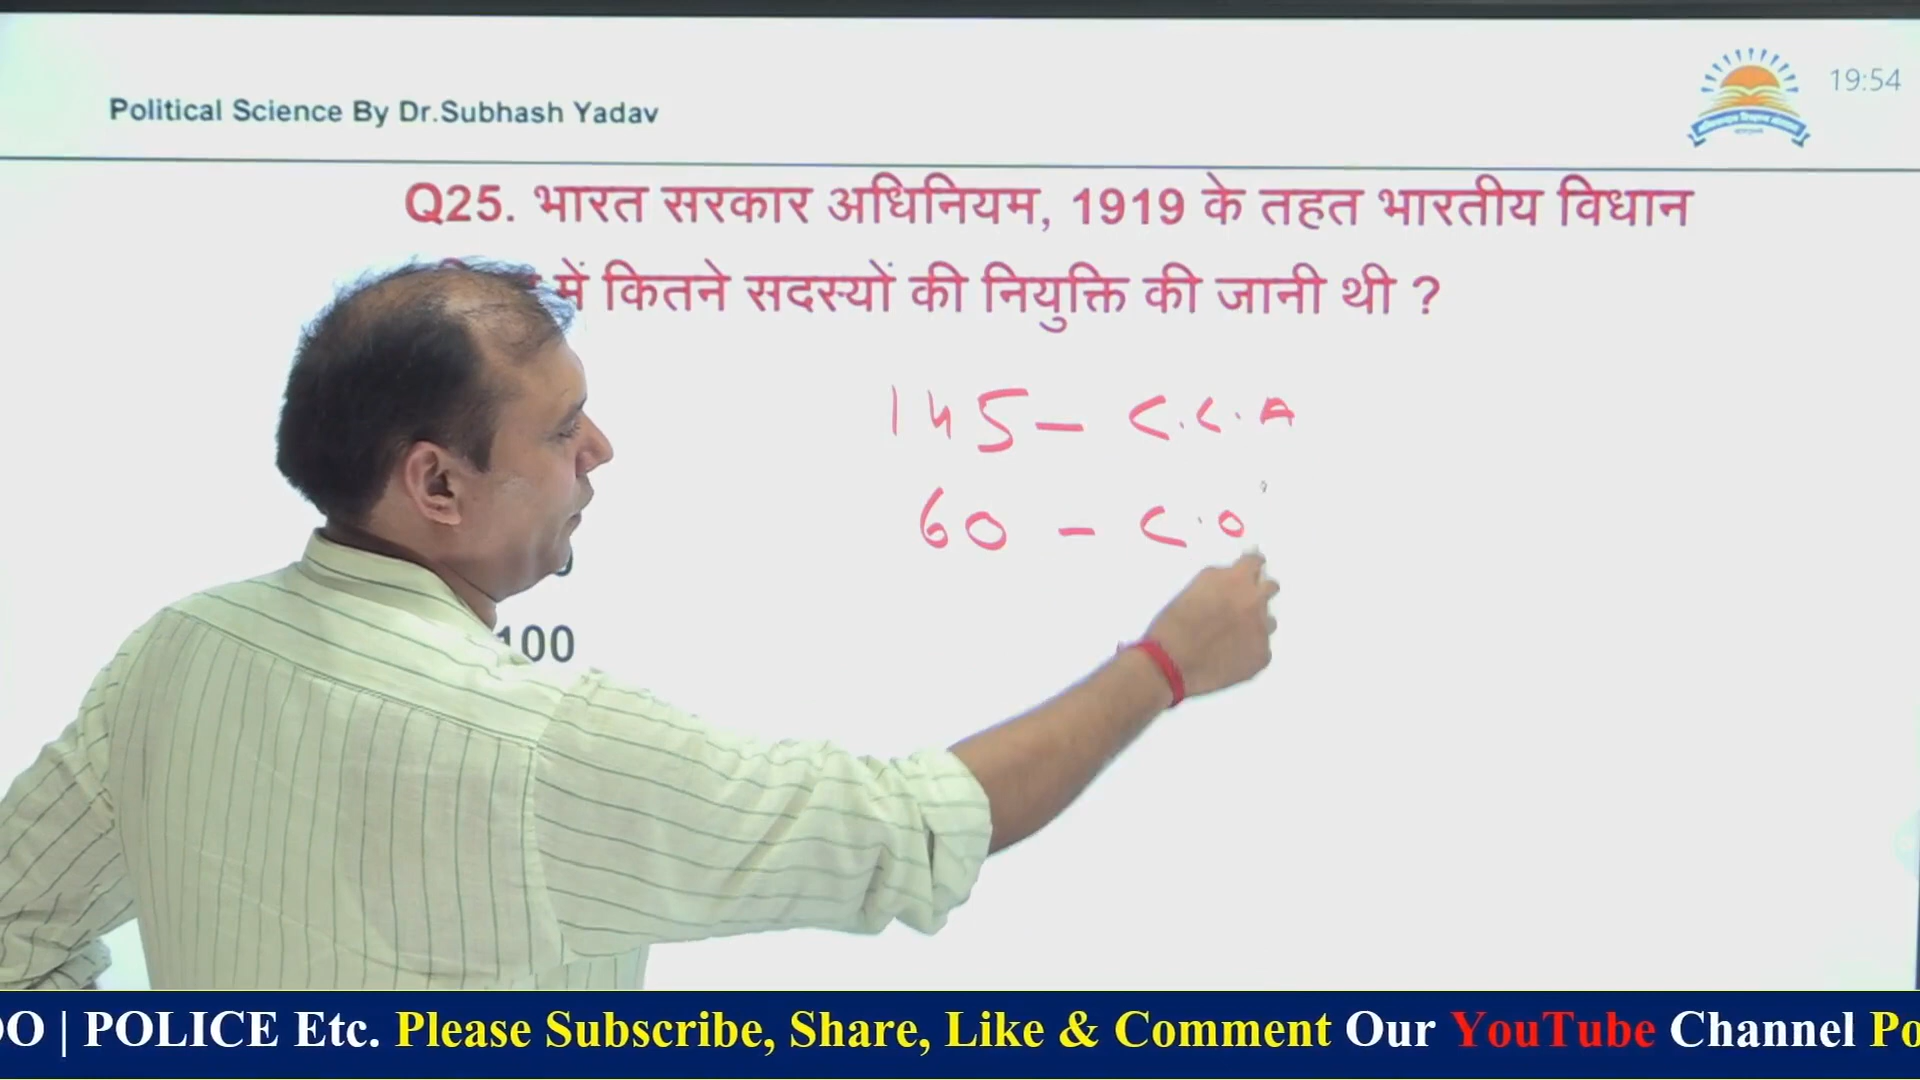 Political Science By Dr.Subhash Yadav
19:54
Q25. भारत सरकार अधिनियम, 1919 के तहत भारतीय विधान
में कितने सदस्यों की नियुक्ति की जानी थी ?
145 – C.L.A
60 – C.O
100
| POLICE Etc. Please Subscribe, Share, Like & Comment Our YouTube Channel